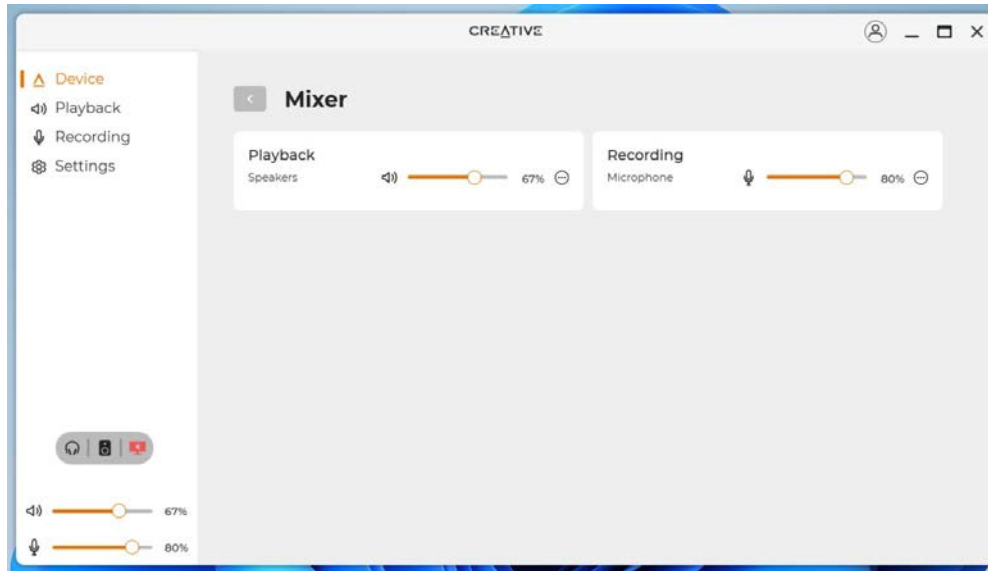 CREATIVE
Device
Playback
Recording
Settings
Mixer
Playback
Speakers
67%
Recording
Microphone
80%
67%
80%